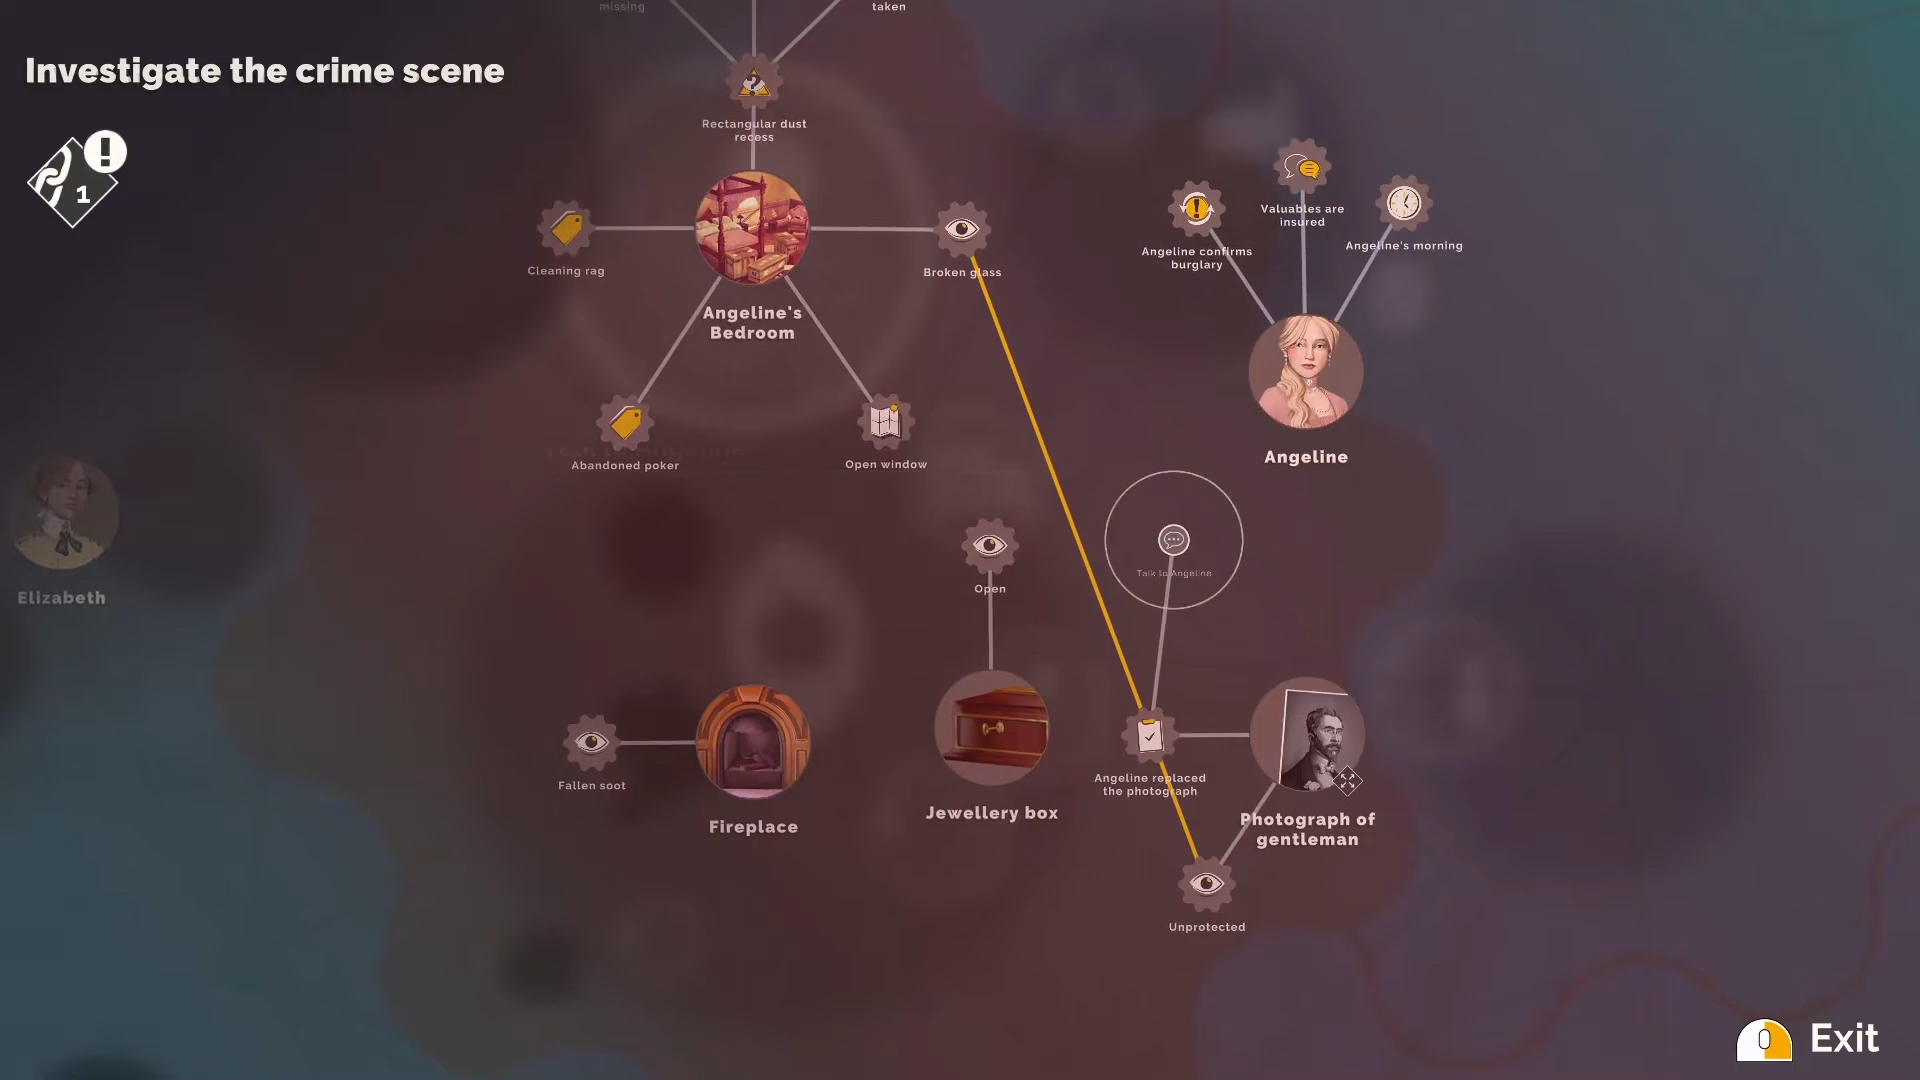 missing
taken
Investigate the crime scene
1
Rectangular dust
recess
Cleaning rag
Broken glass
Angeline's
Bedroom
Abandoned poker
Open window
Angeline confirms
burglary
Valuables are
insured
Angeline's morning
Angeline
Elizabeth
Open
Talk to Angeline
Fallen soot
Fireplace
Jewellery box
Angeline replaced
the photograph
Photograph of
gentleman
Unprotected
Exit